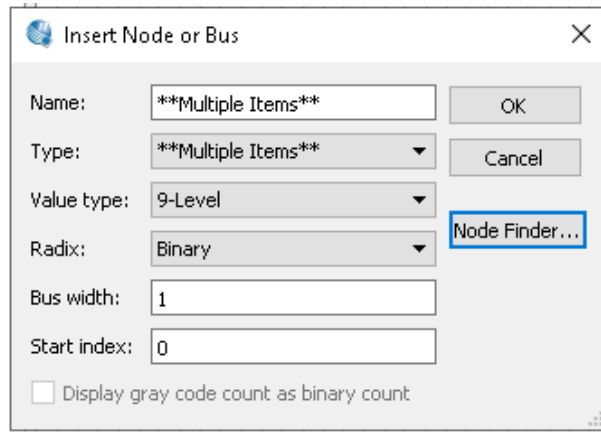 Insert Node or Bus
Name: **Multiple Items** OK
Type: **Multiple Items** Cancel
Value type: 9-Level
Node Finder...
Radix: Binary
Bus width: 1
Start index: 0
Display gray code count as binary count